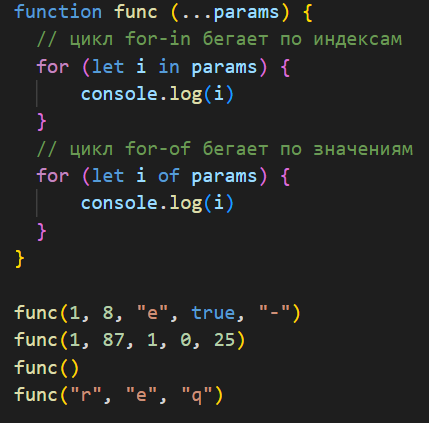 function func (...params) {
  // цикл for-in бегает по индексам
  for (let i in params) {
      console.log(i)
  }
  // цикл for-of бегает по значениям
  for (let i of params) {
      console.log(i)
  }
}

func(1, 8, "e", true, "-")
func(1, 87, 1, 0, 25)
func()
func("r", "e", "q")